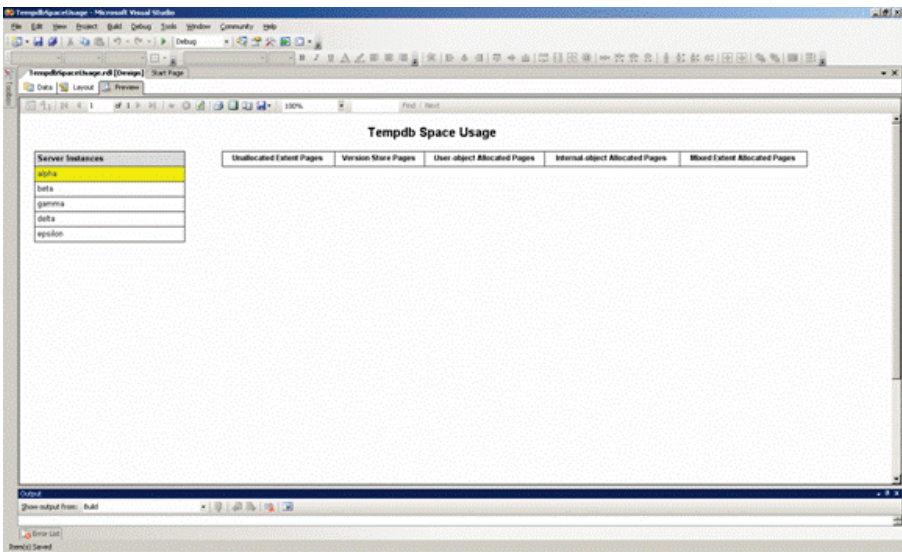 TempdbSpaceUsage - Microsoft Visual Studio
File Edit View Project Build Debug Tools Window Community Help
Debug
TempdbSpaceUsage.rdl [Design] Start Page
Toolbox
Data Layout Preview
1 of 1 100% Find | Next
Tempdb Space Usage
Server Instances
alpha
beta
gamma
delta
epsilon
Unallocated Extent Pages Version Store Pages User-object Allocated Pages Internal-object Allocated Pages Mixed Extent Allocated Pages
Output
Show output from: Build
Error List
Item(s) Saved